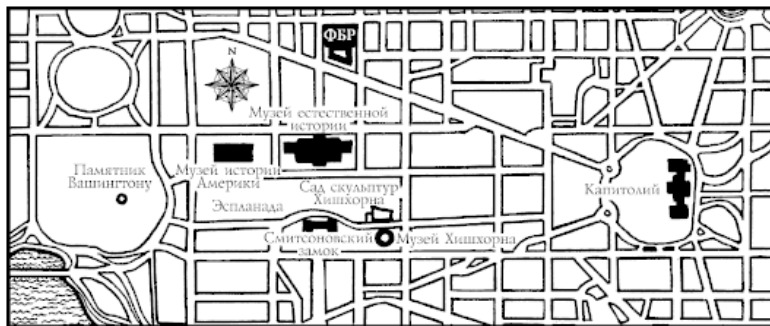 ФБР
N
Музей естественной
истории
Памятник
Вашингтону
Музей истории
Америки
Сад скульптур
Хишхорна
Капитолий
Эспланада
Смитсоновский
замок
Музей Хишхорна